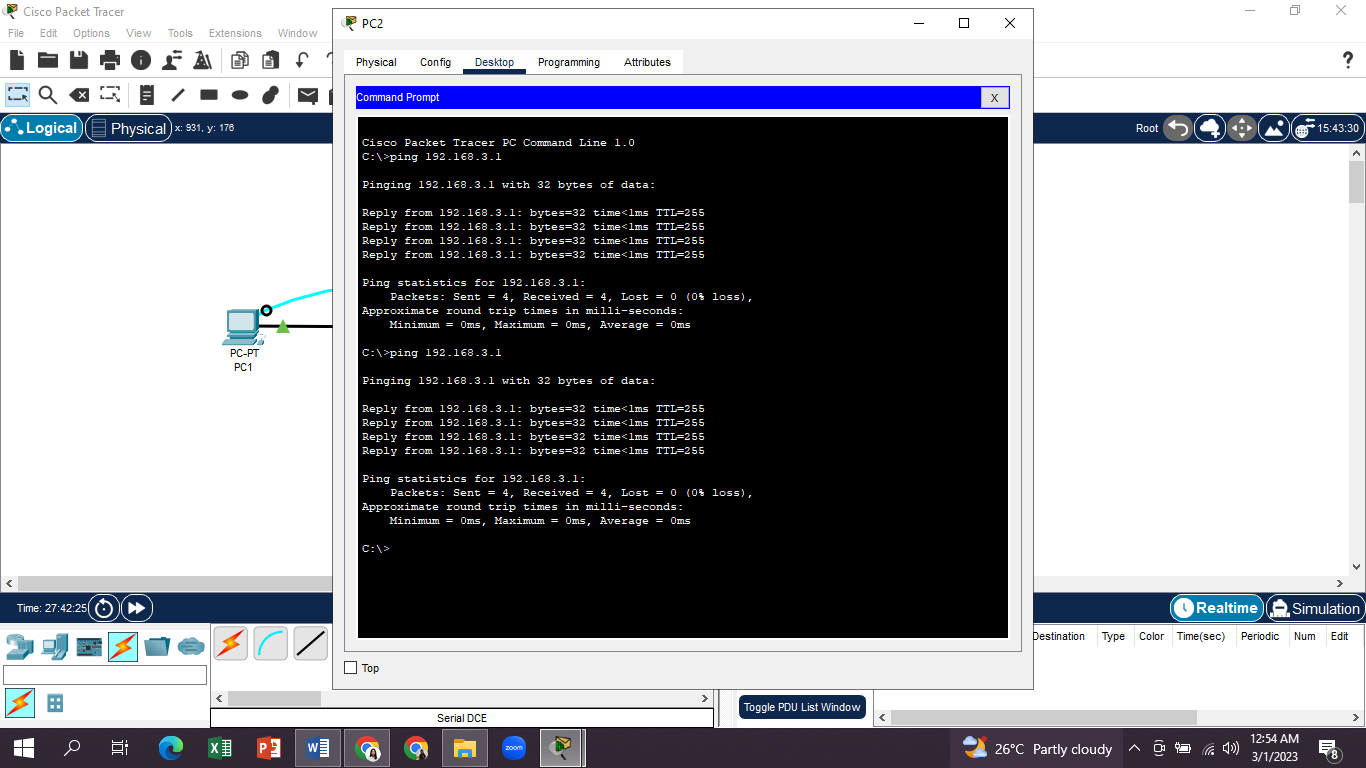 Cisco Packet Tracer
File Edit Options View Tools Extensions Window
PC2
Physical Config Desktop Programming Attributes
Command Prompt
X
Logical Physical x: 931, y: 176
Root 15:43:30
Cisco Packet Tracer PC Command Line 1.0
C:\>ping 192.168.3.1
Pinging 192.168.3.1 with 32 bytes of data:
Reply from 192.168.3.1: bytes=32 time<1ms TTL=255
Reply from 192.168.3.1: bytes=32 time<1ms TTL=255
Reply from 192.168.3.1: bytes=32 time<1ms TTL=255
Reply from 192.168.3.1: bytes=32 time<1ms TTL=255
Ping statistics for 192.168.3.1:
Packets: Sent = 4, Received = 4, Lost = 0 (0% loss),
Approximate round trip times in milli-seconds:
Minimum = 0ms, Maximum = 0ms, Average = 0ms
C:\>ping 192.168.3.1
Pinging 192.168.3.1 with 32 bytes of data:
Reply from 192.168.3.1: bytes=32 time<1ms TTL=255
Reply from 192.168.3.1: bytes=32 time<1ms TTL=255
Reply from 192.168.3.1: bytes=32 time<1ms TTL=255
Reply from 192.168.3.1: bytes=32 time<1ms TTL=255
Ping statistics for 192.168.3.1:
Packets: Sent = 4, Received = 4, Lost = 0 (0% loss),
Approximate round trip times in milli-seconds:
Minimum = 0ms, Maximum = 0ms, Average = 0ms
C:\>
PC-PT
PC1
Top
Time: 27:42:25
Realtime Simulation
Destination Type Color Time(sec) Periodic Num Edit
Toggle PDU List Window
Serial DCE
zoom
26°C Partly cloudy
12:54 AM
3/1/2023
8